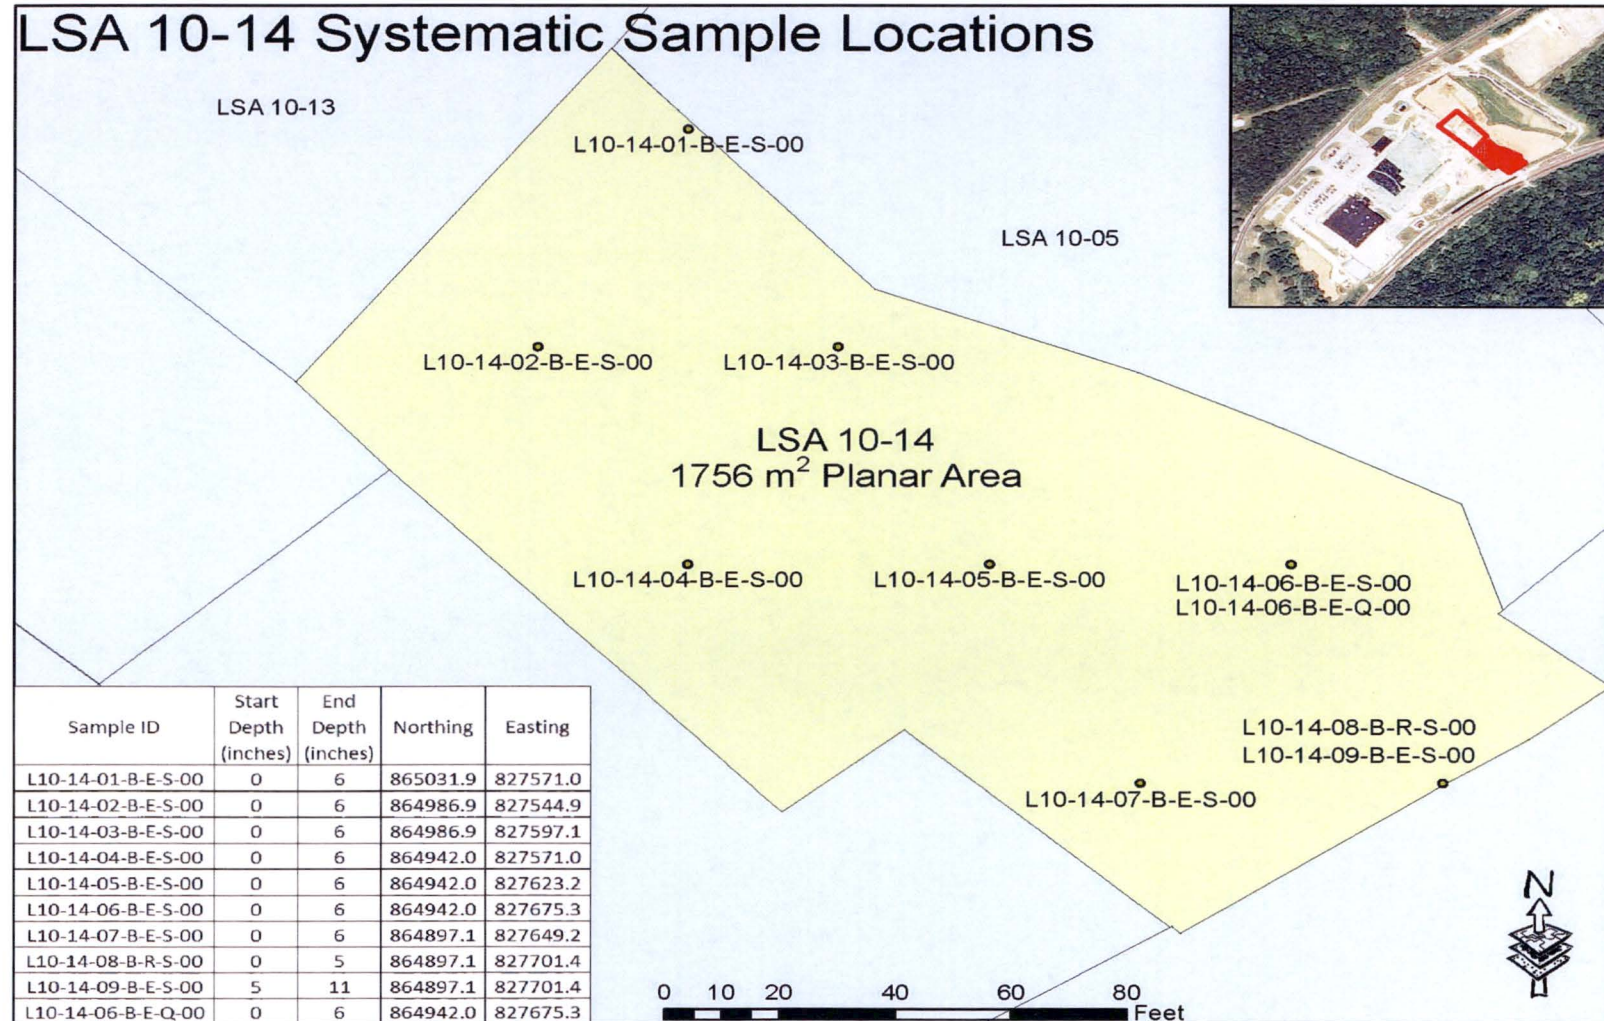 LSA 10-14 Systematic Sample Locations
LSA 10-13
L10-14-01-B-E-S-00
LSA 10-05
L10-14-02-B-E-S-00
L10-14-03-B-E-S-00
LSA 10-14
1756 m² Planar Area
L10-14-04-B-E-S-00
L10-14-05-B-E-S-00
L10-14-06-B-E-S-00
L10-14-06-B-E-Q-00
L10-14-08-B-R-S-00
L10-14-09-B-E-S-00
L10-14-07-B-E-S-00
Sample ID Start Depth (inches) End Depth (inches) Northing Easting
L10-14-01-B-E-S-00 0 6 865031.9 827571.0
L10-14-02-B-E-S-00 0 6 864986.9 827544.9
L10-14-03-B-E-S-00 0 6 864986.9 827597.1
L10-14-04-B-E-S-00 0 6 864942.0 827571.0
L10-14-05-B-E-S-00 0 6 864942.0 827623.2
L10-14-06-B-E-S-00 0 6 864942.0 827675.3
L10-14-07-B-E-S-00 0 6 864897.1 827649.2
L10-14-08-B-R-S-00 0 5 864897.1 827701.4
L10-14-09-B-E-S-00 5 11 864897.1 827701.4
L10-14-06-B-E-Q-00 0 6 864942.0 827675.3
0 10 20 40 60 80
Feet
N